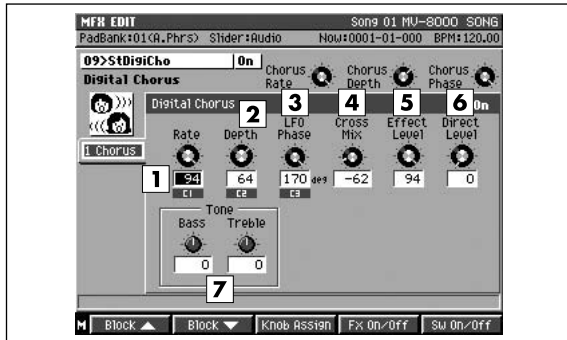 MFX EDIT Song 01 MV-8000 SONG
PadBank:01(A.Phrs) Slider:Audio Now:0001-01-000 BPM:120.00
09>StDigiCho On
Digital Chorus
Chorus Rate Chorus Depth Chorus Phase
Digital Chorus On
2 3 4 5 6
Rate Depth LFO Phase Cross Mix Effect Level Direct Level
1 Chorus
1 94 64 170 deg -62 94 0
C1 C2 C3
Tone
Bass Treble
0 0
7
M Block ▲ Block ▼ Knob Assign Fx On/Off Sw On/Off